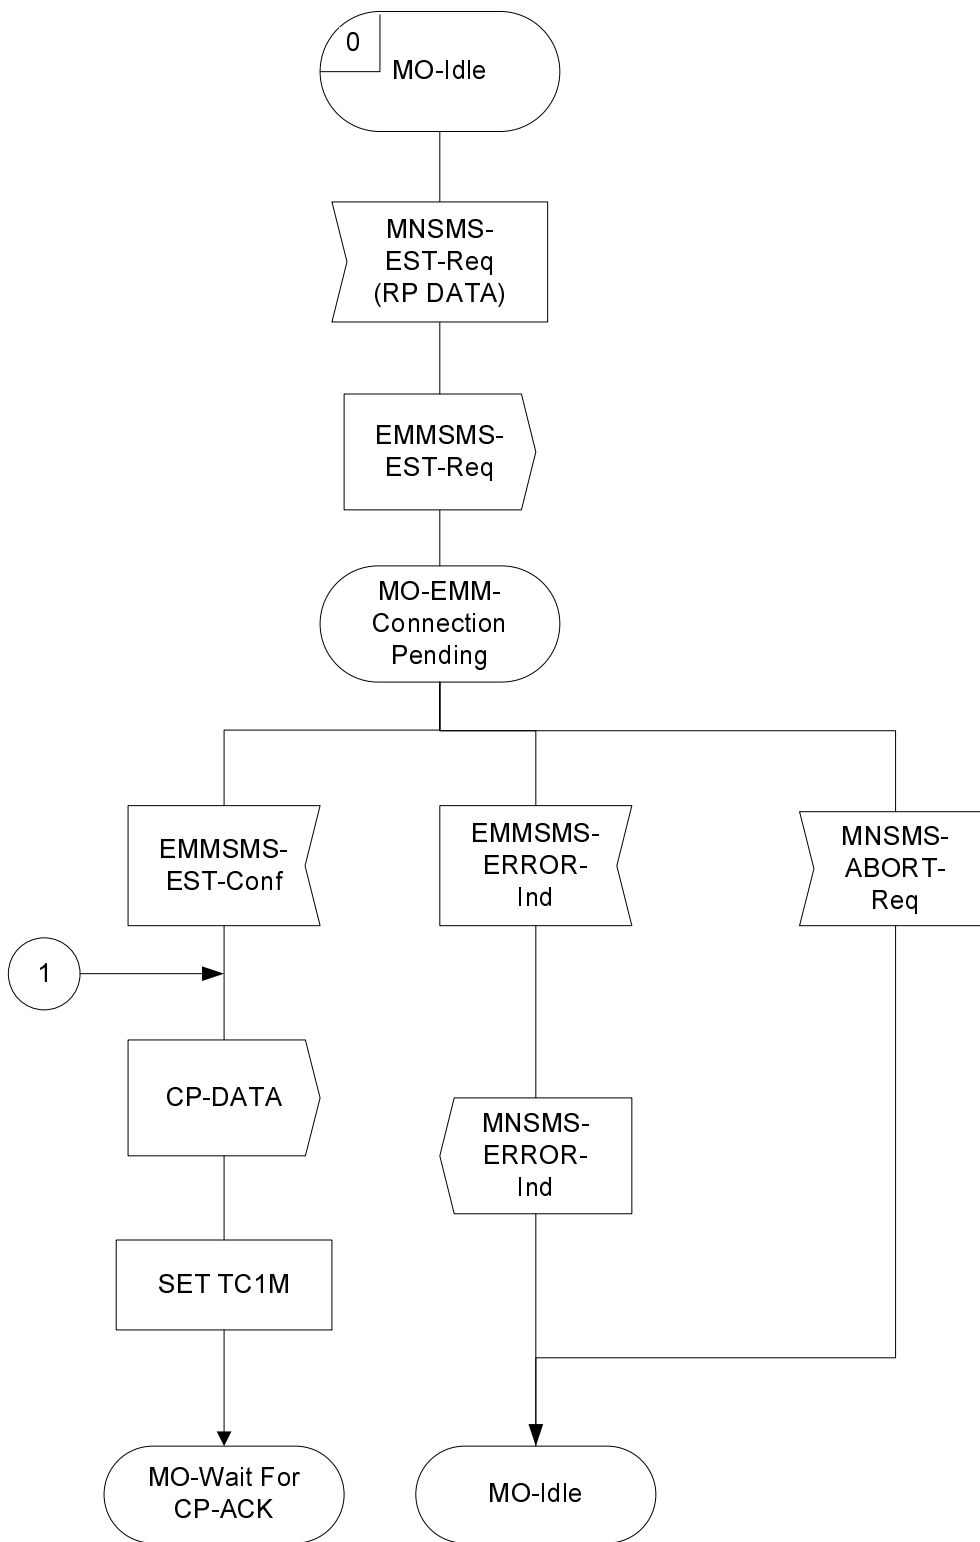 0
MO-Idle
MNSMS-
EST-Req
(RP DATA)
EMMSMS-
EST-Req
MO-EMM-
Connection
Pending
EMMSMS-
EST-Conf
EMMSMS-
ERROR-
Ind
MNSMS-
ABORT-
Req
1
CP-DATA
MNSMS-
ERROR-
Ind
SET TC1M
MO-Wait For
CP-ACK
MO-Idle